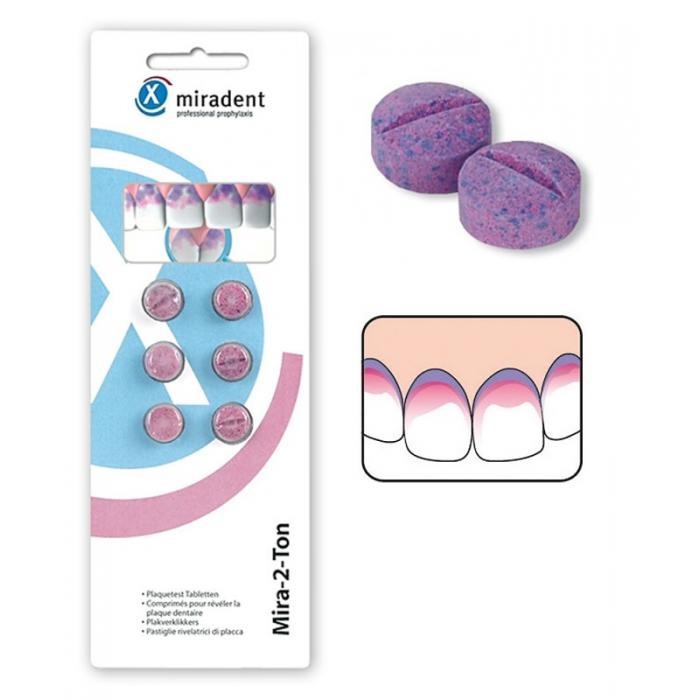 X
miradent
professional prophylaxis
Mira-2-Ton
• Plaquetest Tabletten
• Comprimés pour révéler la
plaque dentaire
• Plakverklikkers
• Pastiglie rivelatrici di placca